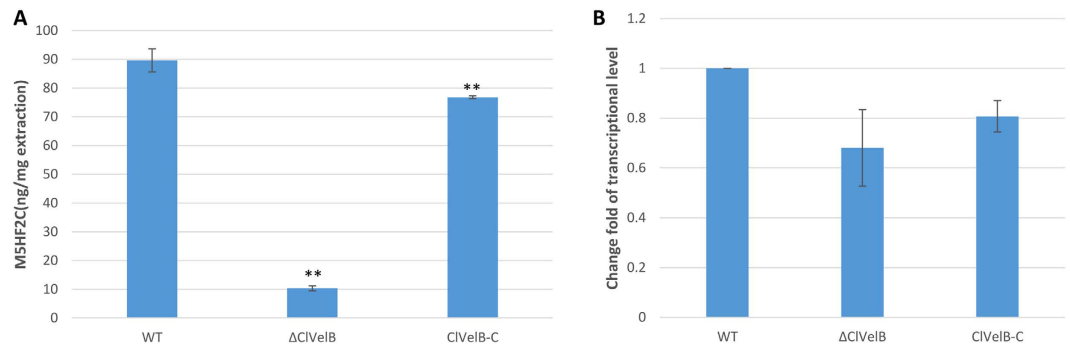 A
M5HF2C(ng/mg extraction)
100
90
80
70
60
50
40
30
20
10
0
**
**
WT
ΔClVelB
ClVelB-C
B
Change fold of transcriptional level
1.2
1
0.8
0.6
0.4
0.2
0
WT
ΔClVelB
ClVelB-C